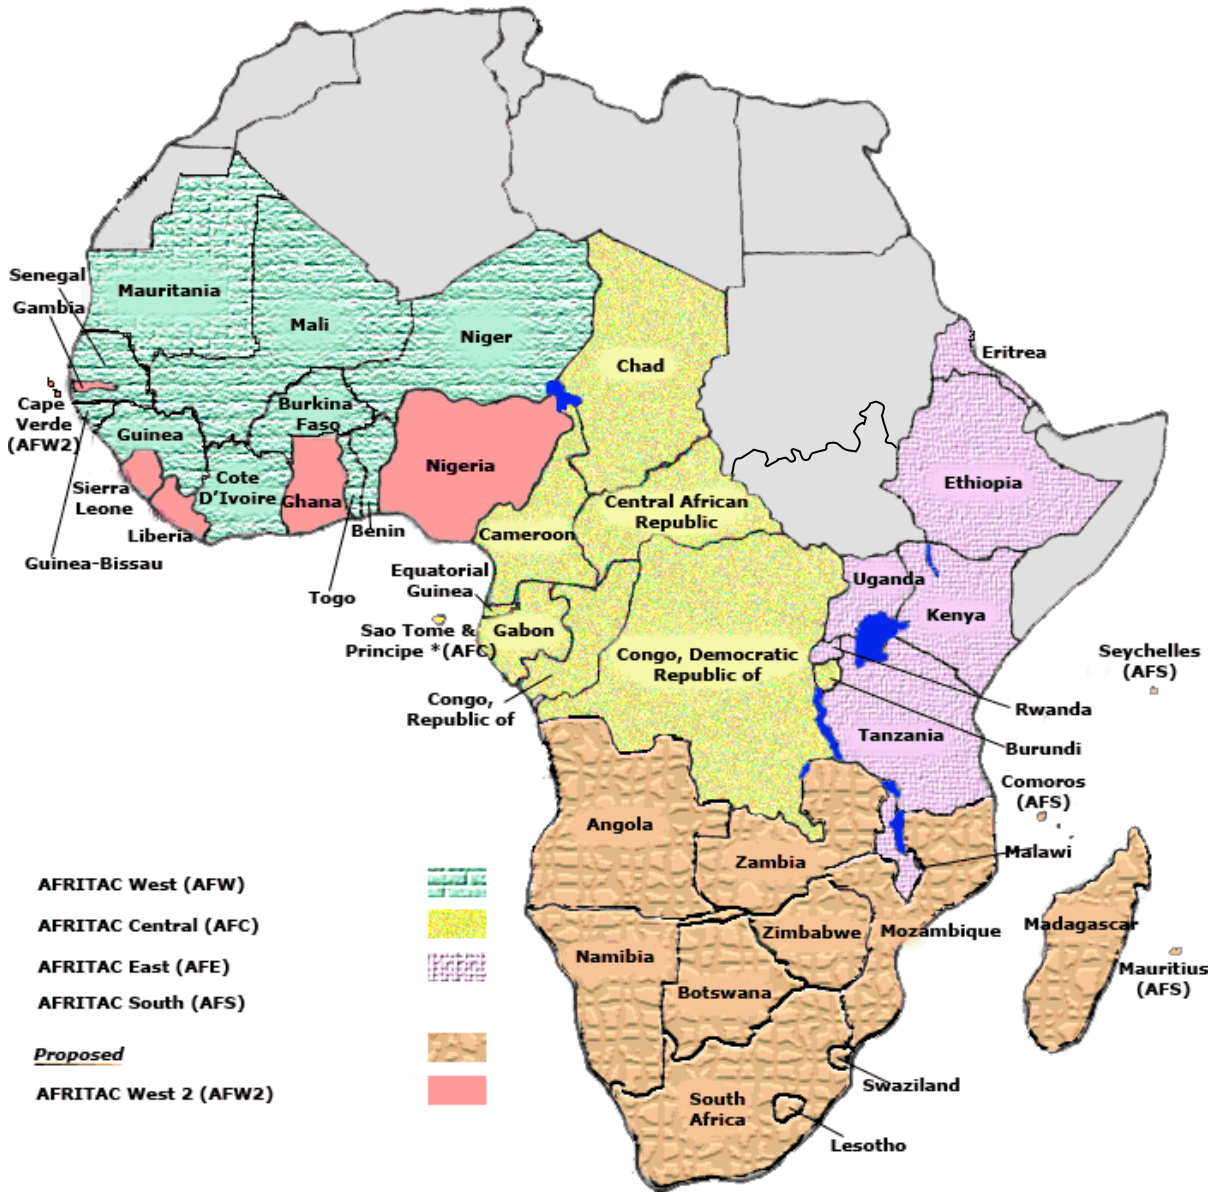 Senegal
Gambia
Mauritania
Mali
Niger
Chad
Eritrea
Cape
Verde
(AFW2)
Burkina
Faso
Guinea
Nigeria
Ethiopia
Sierra
Leone
Cote
D'Ivoire
Ghana
Central African
Republic
Liberia
Benin
Cameroon
Guinea-Bissau
Togo
Equatorial
Guinea
Uganda
Kenya
Sao Tome &
Principe *(AFC)
Gabon
Congo, Democratic
Republic of
Seychelles
(AFS)
Congo,
Republic of
Rwanda
Tanzania
Burundi
Comoros
(AFS)
Angola
Zambia
Malawi
AFRITAC West (AFW)
AFRITAC Central (AFC)
AFRITAC East (AFE)
AFRITAC South (AFS)
Proposed
AFRITAC West 2 (AFW2)
Namibia
Zimbabwe
Mozambique
Madagascar
Botswana
Mauritius
(AFS)
Swaziland
South
Africa
Lesotho